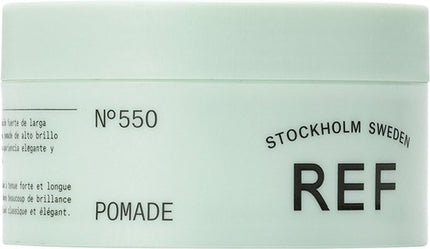 fuerte de larga
de alto brillo
elegante y
N°550
tenue forte et longue
beaucoup de brillance
classique et élégant.
POMADE
STOCKHOLM SWEDEN
REF